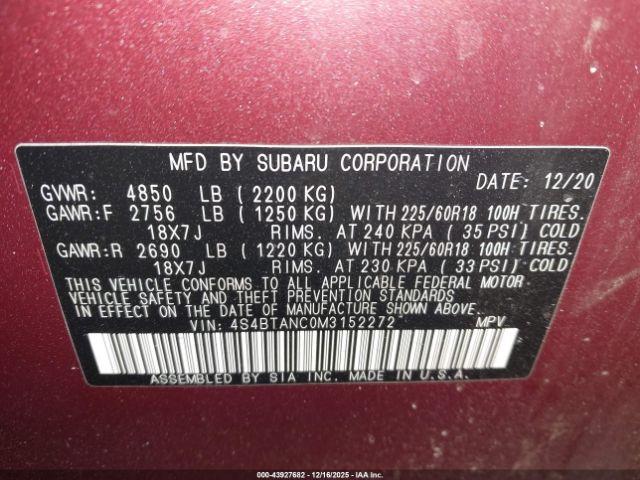 MFD BY SUBARU CORPORATION
DATE: 12/20
GVWR: 4850 LB (2200 KG)
GAWR:F 2756 LB (1250 KG) WITH 225/60R18 100H TIRES.
18X7J RIMS. AT 240 KPA (35 PSI) COLD
GAWR:R 2690 LB (1220 KG) WITH 225/60R18 100H TIRES.
18X7J RIMS. AT 230 KPA (33 PSI) COLD
THIS VEHICLE CONFORMS TO ALL APPLICABLE FEDERAL MOTOR
VEHICLE SAFETY AND THEFT PREVENTION STANDARDS
IN EFFECT ON THE DATE OF MANUFACTURE SHOWN ABOVE.
VIN: 4S4BTANC0M3152272 MPV
ASSEMBLED BY SIA INC. MADE IN U.S.A.
000-43927682 - 12/16/2025 - IAA Inc.